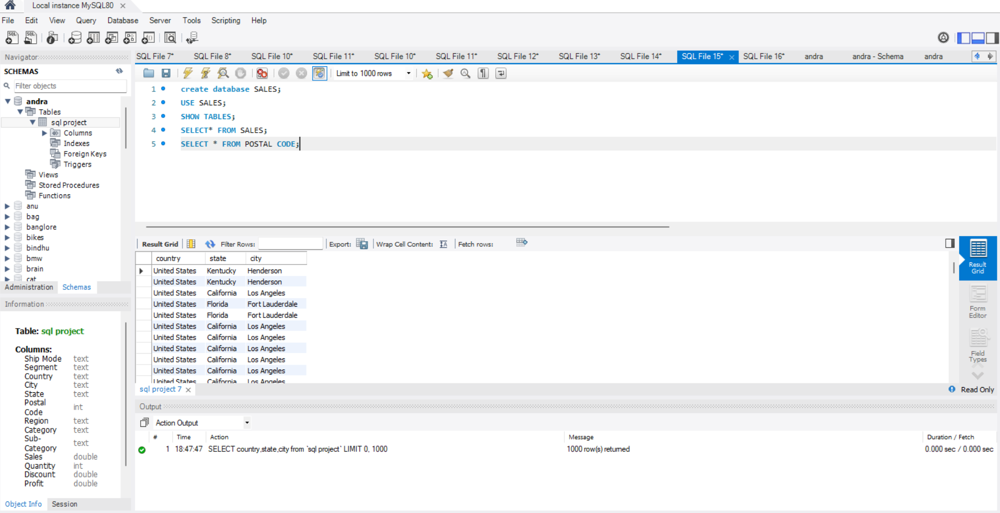 Local instance MySQL80 ×
File Edit View Query Database Server Tools Scripting Help
Navigator
SCHEMAS
Filter objects
andra
Tables
sql project
Columns
Indexes
Foreign Keys
Triggers
Views
Stored Procedures
Functions
anu
bag
banglore
bikes
bindhu
bmw
brain
cat
Administration Schemas
Information
Table: sql project
Columns:
Ship Mode text
Segment text
Country text
City text
State text
Postal
Code int
Region text
Category text
Sub-
Category text
Sales double
Quantity int
Discount double
Profit double
Object Info Session
SQL File 7* SQL File 8* SQL File 10* SQL File 11* SQL File 10* SQL File 11* SQL File 12* SQL File 13* SQL File 14* SQL File 15* × SQL File 16* andra andra - Schema andra
Limit to 1000 rows
1 create database SALES;
2 USE SALES;
3 SHOW TABLES;
4 SELECT* FROM SALES;
5 SELECT * FROM POSTAL CODE;
Result Grid Filter Rows: Export: Wrap Cell Content: Fetch rows:
country state city
United States Kentucky Henderson
United States Kentucky Henderson
United States California Los Angeles
United States Florida Fort Lauderdale
United States Florida Fort Lauderdale
United States California Los Angeles
United States California Los Angeles
United States California Los Angeles
United States California Los Angeles
United States California Los Angeles
United States California Los Angeles
Result
Grid
Form
Editor
Field
Types
sql project 7 ×
Read Only
Output
Action Output
# Time Action Message Duration / Fetch
1 18:47:47 SELECT country,state,city from `sql project` LIMIT 0, 1000 1000 row(s) returned 0.000 sec / 0.000 sec